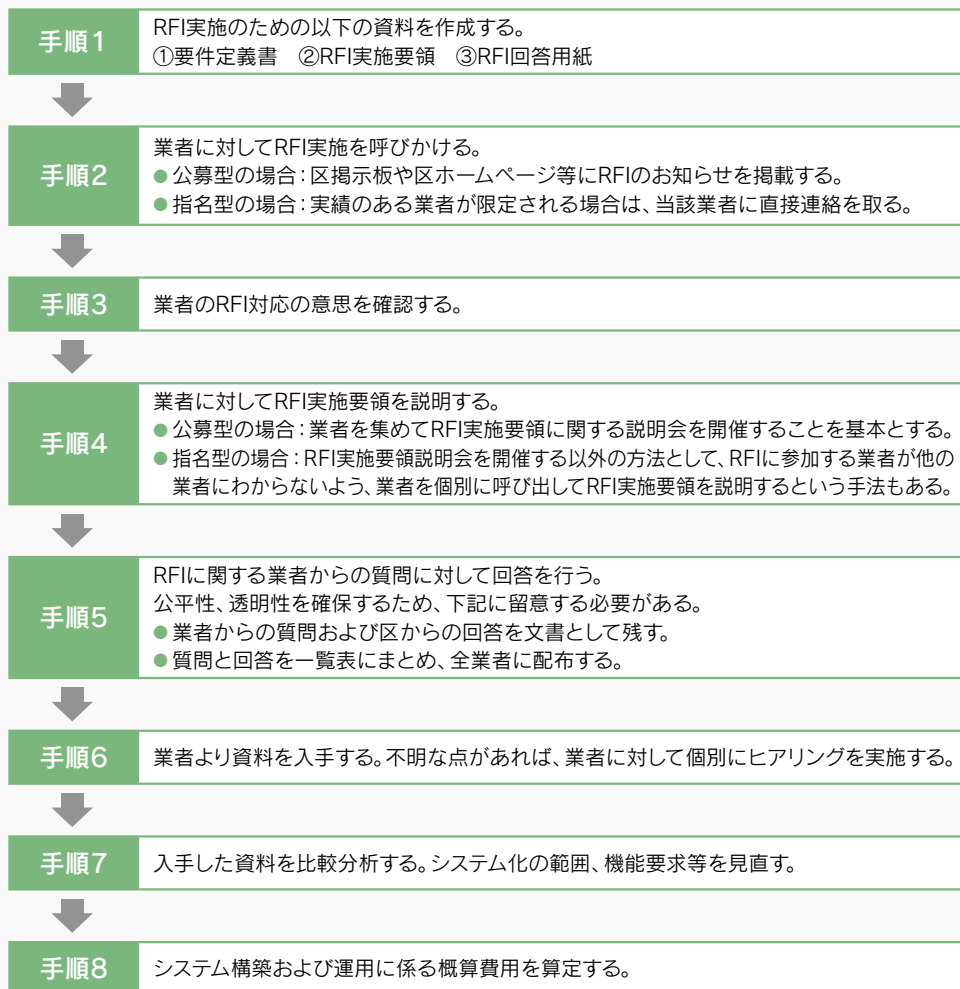 手順1
RFI実施のための以下の資料を作成する。
①要件定義書　②RFI実施要領　③RFI回答用紙
手順2
業者に対してRFI実施を呼びかける。
●公募型の場合：区掲示板や区ホームページ等にRFIのお知らせを掲載する。
●指名型の場合：実績のある業者が限定される場合は、当該業者に直接連絡を取る。
手順3
業者のRFI対応の意思を確認する。
手順4
業者に対してRFI実施要領を説明する。
●公募型の場合：業者を集めてRFI実施要領に関する説明会を開催することを基本とする。
●指名型の場合：RFI実施要領説明会を開催する以外の方法として、RFIに参加する業者が他の
業者にわからないよう、業者を個別に呼び出してRFI実施要領を説明するという手法もある。
手順5
RFIに関する業者からの質問に対して回答を行う。
公平性、透明性を確保するため、下記に留意する必要がある。
●業者からの質問および区からの回答を文書として残す。
●質問と回答を一覧表にまとめ、全業者に配布する。
手順6
業者より資料を入手する。不明な点があれば、業者に対して個別にヒアリングを実施する。
手順7
入手した資料を比較分析する。システム化の範囲、機能要求等を見直す。
手順8
システム構築および運用に係る概算費用を算定する。